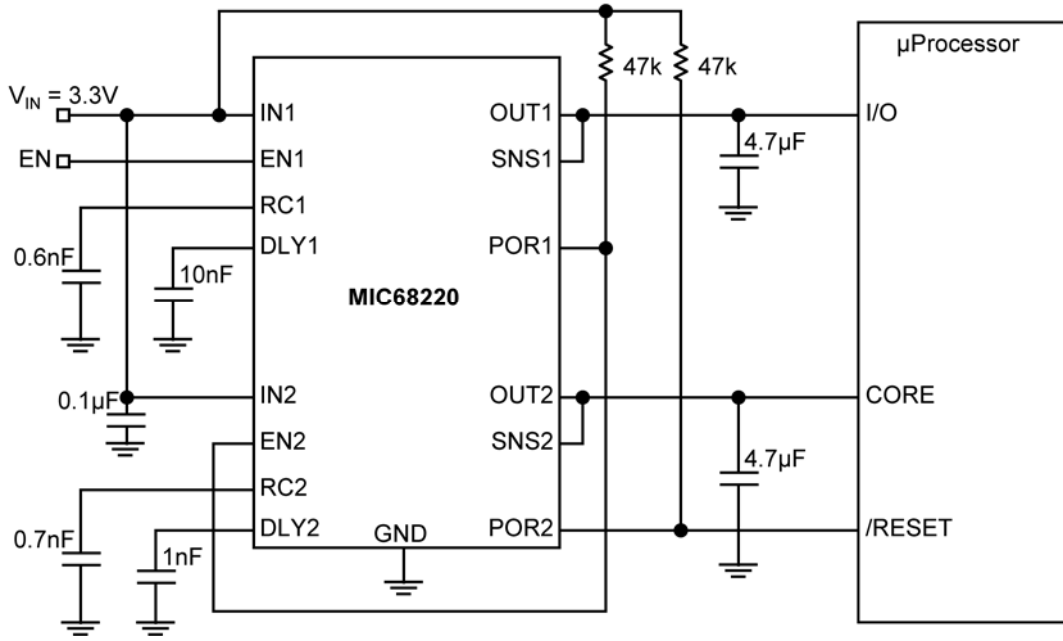 µProcessor
47k
47k
V_IN = 3.3V
IN1
OUT1
I/O
EN
EN1
SNS1
4.7µF
RC1
0.6nF
DLY1
POR1
10nF
MIC68220
0.1µF
IN2
OUT2
CORE
EN2
SNS2
4.7µF
RC2
0.7nF
DLY2
GND
POR2
/RESET
1nF